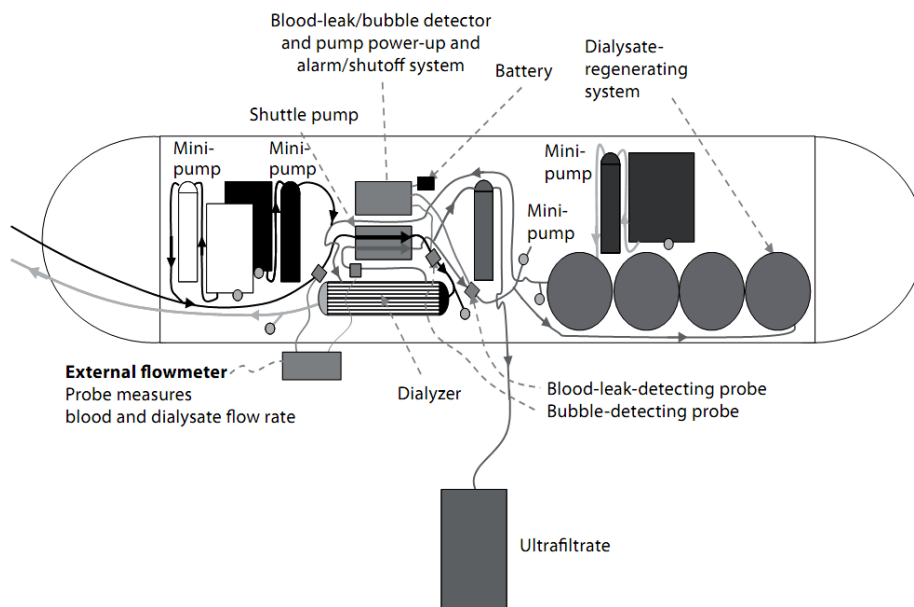 Blood-leak/bubble detector
and pump power-up and
alarm/shutoff system
Battery
Dialysate-
regenerating
system
Shuttle pump
Mini-
pump
Mini-
pump
Mini-
pump
Mini-
pump
External flowmeter
Probe measures
blood and dialysate flow rate
Dialyzer
Blood-leak-detecting probe
Bubble-detecting probe
Ultrafiltrate